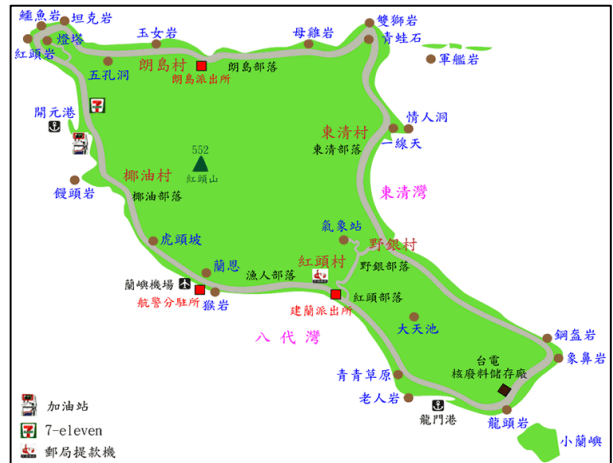 鱷魚岩
坦克岩
燈塔
紅頭岩
五孔洞
玉女岩
朗島村
朗島派出所
朗島部落
母雞岩
雙獅岩
青蛙石
軍艦岩
開元港
7
552
紅頭山
東清村
東清部落
情人洞
一線天
東清灣
饅頭岩
椰油村
椰油部落
虎頭坡
氣象站
野銀村
野銀部落
蘭恩
蘭嶼機場
航警分駐所
猴岩
漁人部落
紅頭村
紅頭部落
建蘭派出所
八代灣
大天池
鋼盔岩
象鼻岩
台電
核廢料儲存廠
青青草原
老人岩
龍門港
龍頭岩
小蘭嶼
加油站
7
7-eleven
郵局提款機